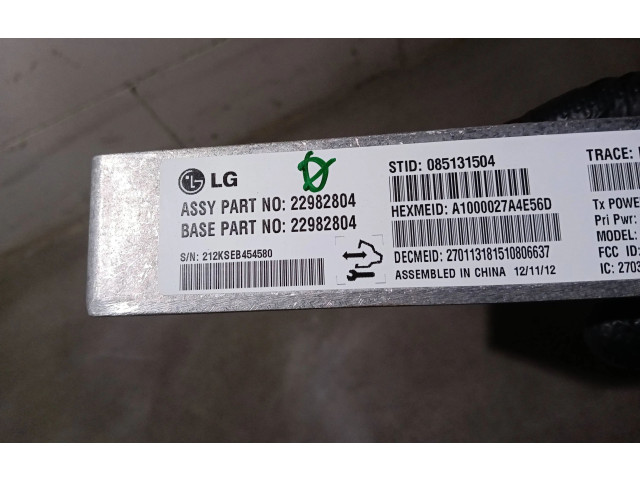 LG
ASSY PART NO: 22982804
BASE PART NO: 22982804
S/N: 212KSEB454580
STID: 085131504
HEXMEID: A1000027A4E56D
DECMEID: 270113181510806637
ASSEMBLED IN CHINA 12/11/12
TRACE:
Tx POWE
Pri Pwr:
MODEL:
FCC ID:
IC: 2703